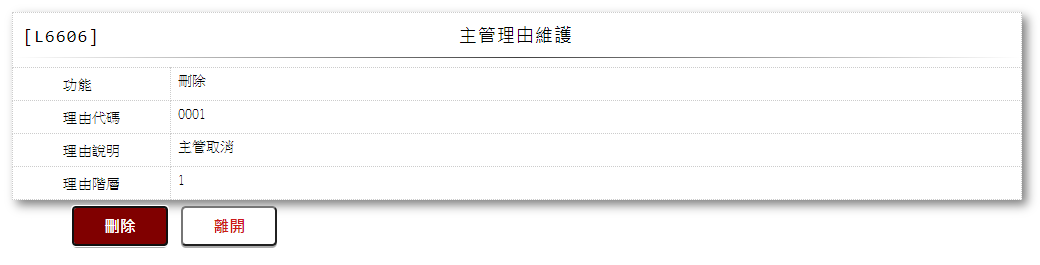 [L6606] 主管理由維護
功能 刪除
理由代碼 0001
理由說明 主管取消
理由階層 1
刪除 離開